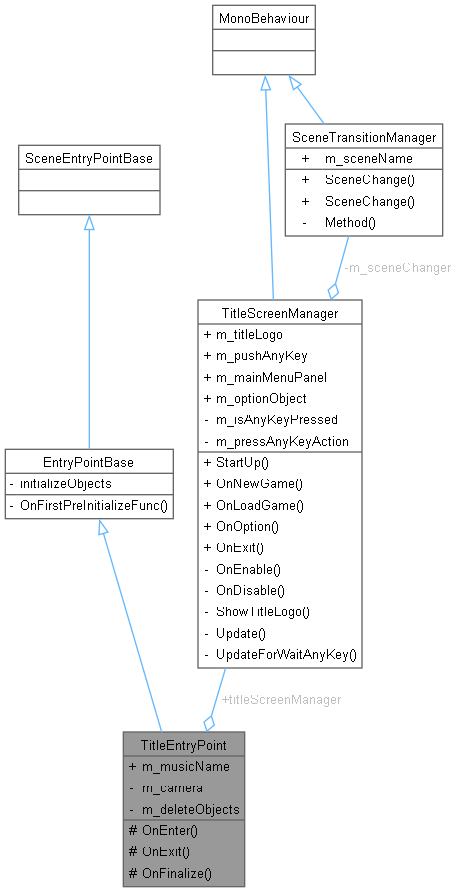 MonoBehaviour
SceneTransitionManager
+ m_sceneName
+ SceneChange()
+ SceneChange()
- Method()
SceneEntryPointBase
-m_sceneChanger
TitleScreenManager
+ m_titleLogo
+ m_pushAnyKey
+ m_mainMenuPanel
+ m_optionObject
- m_isAnyKeyPressed
- m_pressAnyKeyAction
+ StartUp()
+ OnNewGame()
+ OnLoadGame()
+ OnOption()
+ OnExit()
- OnEnable()
- OnDisable()
- ShowTitleLogo()
- Update()
- UpdateForWaitAnyKey()
EntryPointBase
- initializeObjects
- OnFirstPreInitializeFunc()
+titleScreenManager
TitleEntryPoint
+ m_musicName
- m_camera
- m_deleteObjects
# OnEnter()
# OnExit()
# OnFinalize()